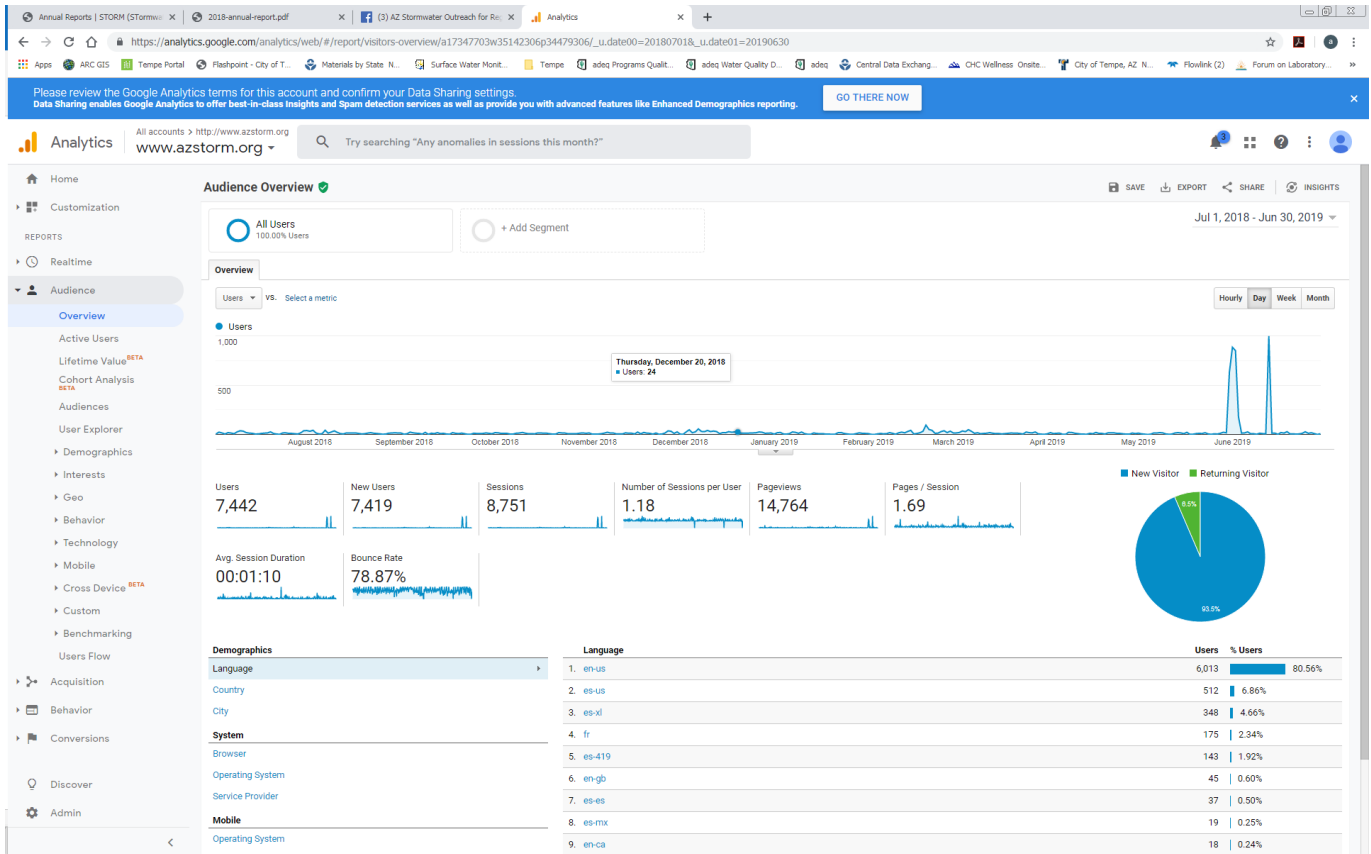 Annual Reports | STORM (STormwa
2018-annual-report.pdf
(3) AZ Stormwater Outreach for Re
Analytics
https://analytics.google.com/analytics/web/#/report/visitors-overview/a17347703w35142306p34479306/_u.date00=20180701&_u.date01=20190630
a
Apps
ARC GIS
Tempe Portal
Flashpoint - City of T...
Materials by State N...
Surface Water Monit...
Tempe
adeq Programs Qualit...
adeq Water Quality D...
adeq
Central Data Exchang...
CHC Wellness Onsite...
City of Tempe, AZ N...
Flowlink (2)
Forum on Laboratory...
Please review the Google Analytics terms for this account and confirm your Data Sharing settings.
Data Sharing enables Google Analytics to offer best-in-class Insights and Spam detection services as well as provide you with advanced features like Enhanced Demographics reporting.
GO THERE NOW
Analytics
All accounts > http://www.azstorm.org
www.azstorm.org
Try searching "Any anomalies in sessions this month?"
3
Home
Customization
REPORTS
Realtime
Audience
Overview
Active Users
Lifetime Value BETA
Cohort Analysis
BETA
Audiences
User Explorer
Demographics
Interests
Geo
Behavior
Technology
Mobile
Cross Device BETA
Custom
Benchmarking
Users Flow
Acquisition
Behavior
Conversions
Discover
Admin
Audience Overview
SAVE
EXPORT
SHARE
INSIGHTS
All Users
100.00% Users
+ Add Segment
Jul 1, 2018 - Jun 30, 2019
Overview
Users
VS.
Select a metric
Hourly
Day
Week
Month
Users
1,000
500
Thursday, December 20, 2018
Users: 24
August 2018
September 2018
October 2018
November 2018
December 2018
January 2019
February 2019
March 2019
April 2019
May 2019
June 2019
Users
7,442
New Users
7,419
Sessions
8,751
Number of Sessions per User
1.18
Pageviews
14,764
Pages / Session
1.69
Avg. Session Duration
00:01:10
Bounce Rate
78.87%
New Visitor
Returning Visitor
6.5%
93.5%
Demographics
Language
Country
City
System
Browser
Operating System
Service Provider
Mobile
Operating System
Language Users % Users
1. en-us 6,013 80.56%
2. es-us 512 6.86%
3. es-xl 348 4.66%
4. fr 175 2.34%
5. es-419 143 1.92%
6. en-gb 45 0.60%
7. es-es 37 0.50%
8. es-mx 19 0.25%
9. en-ca 18 0.24%